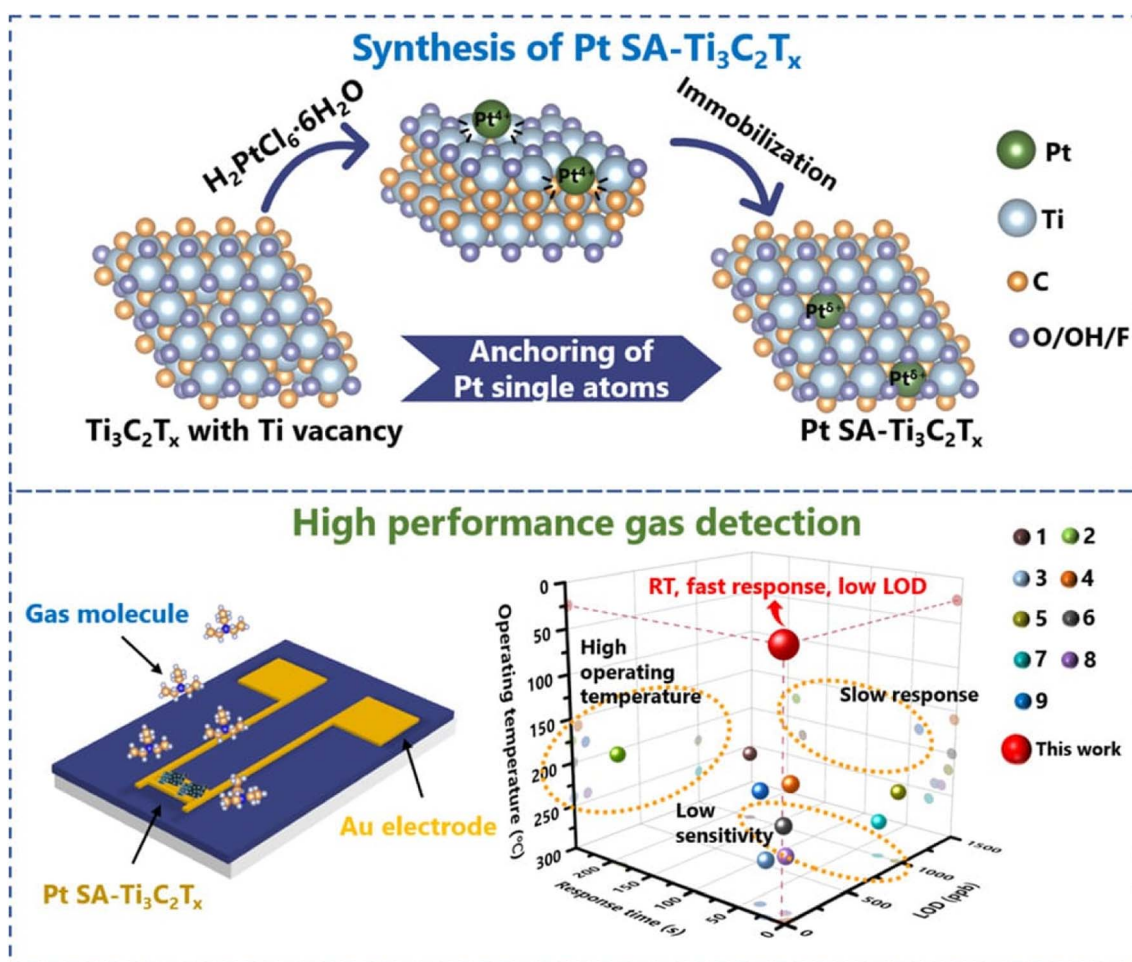 Synthesis of Pt SA-Ti₃C₂Tₓ
H₂PtCl₆·6H₂O
Pt⁴⁺
Pt⁴⁺
Immobilization
Pt
Ti
C
O/OH/F
Anchoring of
Pt single atoms
Ptᵟ⁺
Ptᵟ⁺
Ti₃C₂Tₓ with Ti vacancy
Pt SA-Ti₃C₂Tₓ
High performance gas detection
Gas molecule
Au electrode
Pt SA-Ti₃C₂Tₓ
Operating temperature (°C)
0
50
100
150
200
250
300
RT, fast response, low LOD
High
operating
temperature
Slow response
Low
sensitivity
200
150
100
50
0
Response time (s)
0
500
1000
1500
LOD (ppb)
1
2
3
4
5
6
7
8
9
This work